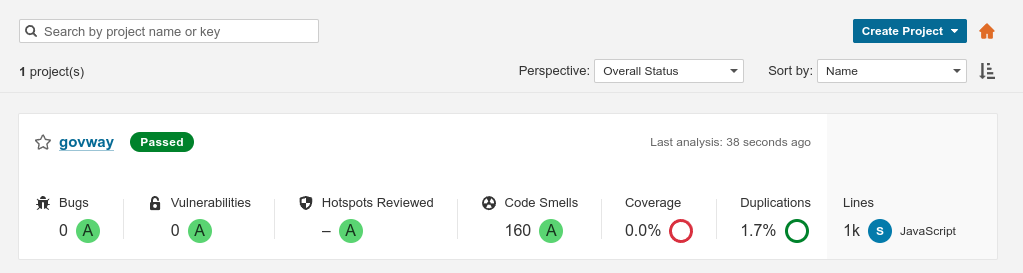 Search by project name or key
Create Project
1 project(s)
Perspective: Overall Status
Sort by: Name
govway Passed Last analysis: 38 seconds ago
Bugs Vulnerabilities Hotspots Reviewed Code Smells Coverage Duplications Lines
0 A 0 A – A 160 A 0.0% 1.7% 1k S JavaScript